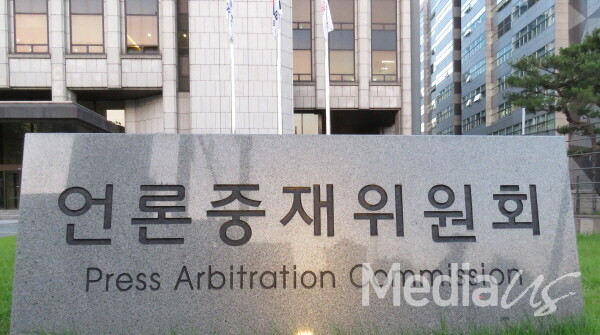 언론중재위원회
Press Arbitration Commission
Mediaus